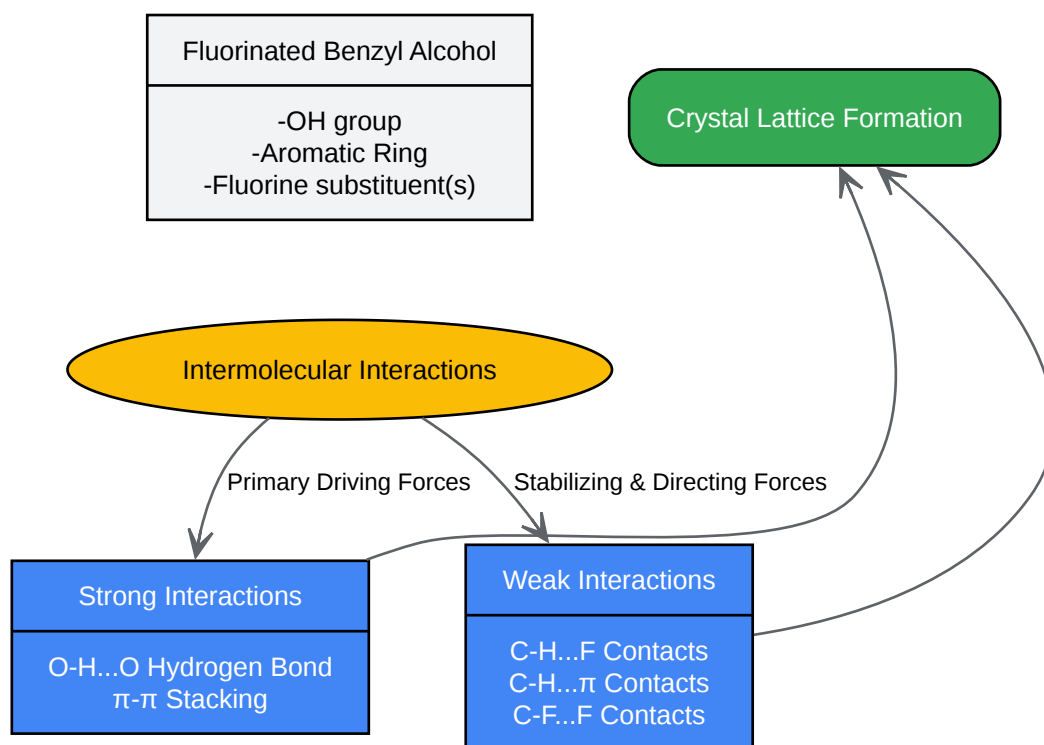 Fluorinated Benzyl Alcohol
-OH group
-Aromatic Ring
-Fluorine substituent(s)
Crystal Lattice Formation
Intermolecular Interactions
Primary Driving Forces
Stabilizing & Directing Forces
Strong Interactions
O-H...O Hydrogen Bond
π-π Stacking
Weak Interactions
C-H...F Contacts
C-H...π Contacts
C-F...F Contacts